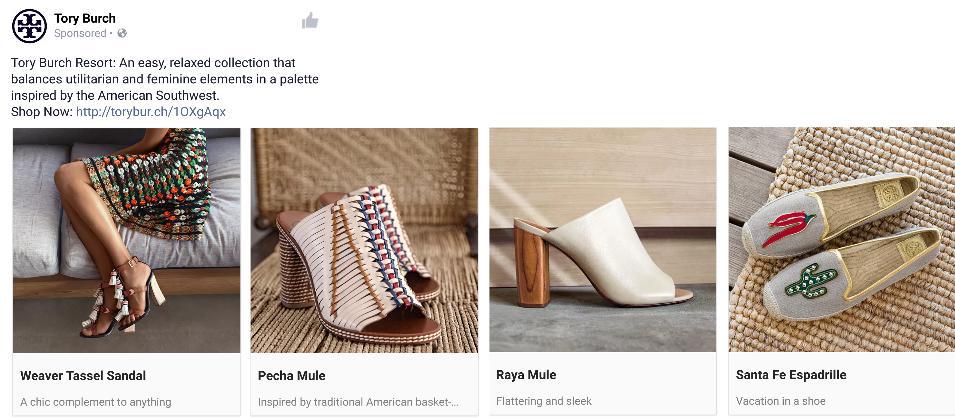 Tory Burch
Sponsored ·
Tory Burch Resort: An easy, relaxed collection that
balances utilitarian and feminine elements in a palette
inspired by the American Southwest.
Shop Now: http://torybur.ch/1OXgAqx
Weaver Tassel Sandal
A chic complement to anything
Pecha Mule
Inspired by traditional American basket-...
Raya Mule
Flattering and sleek
Santa Fe Espadrille
Vacation in a shoe